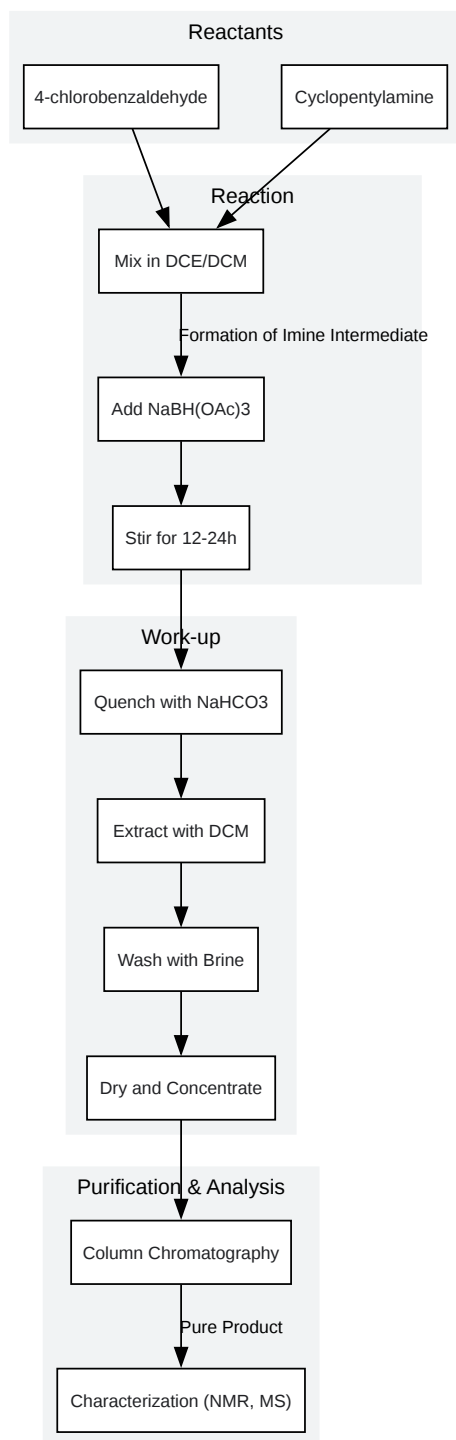 Reactants
4-chlorobenzaldehyde
Cyclopentylamine
Reaction
Mix in DCE/DCM
Formation of Imine Intermediate
Add NaBH(OAc)3
Stir for 12-24h
Work-up
Quench with NaHCO3
Extract with DCM
Wash with Brine
Dry and Concentrate
Purification & Analysis
Column Chromatography
Pure Product
Characterization (NMR, MS)